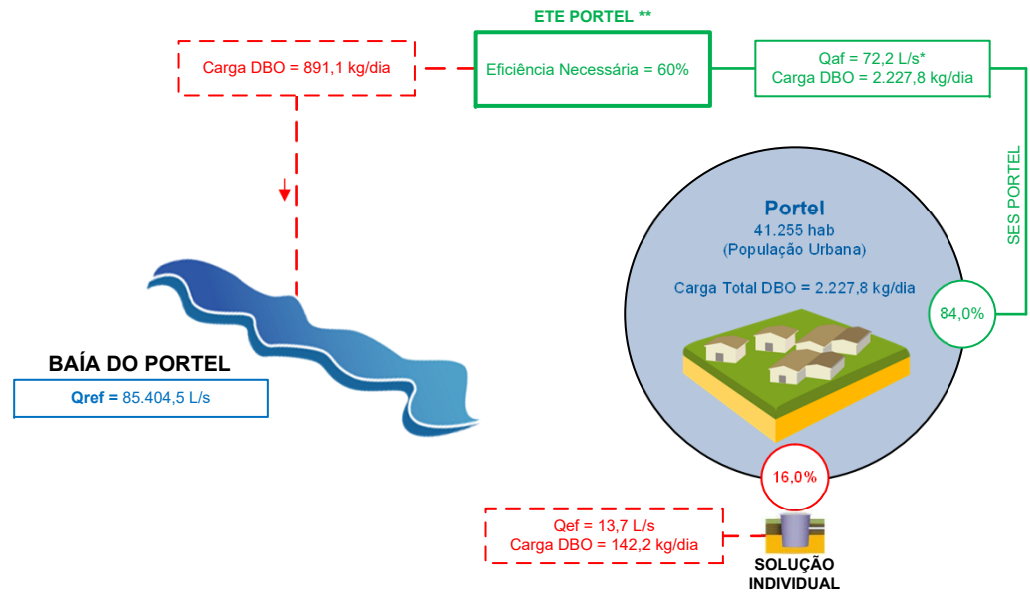 ETE PORTEL **
Carga DBO = 891,1 kg/dia
Eficiência Necessária = 60%
Qaf = 72,2 L/s*
Carga DBO = 2.227,8 kg/dia
SES PORTEL
Portel
41.255 hab
(População Urbana)
Carga Total DBO = 2.227,8 kg/dia
84,0%
BAÍA DO PORTEL
Qref = 85.404,5 L/s
16,0%
Qef = 13,7 L/s
Carga DBO = 142,2 kg/dia
SOLUÇÃO
INDIVIDUAL